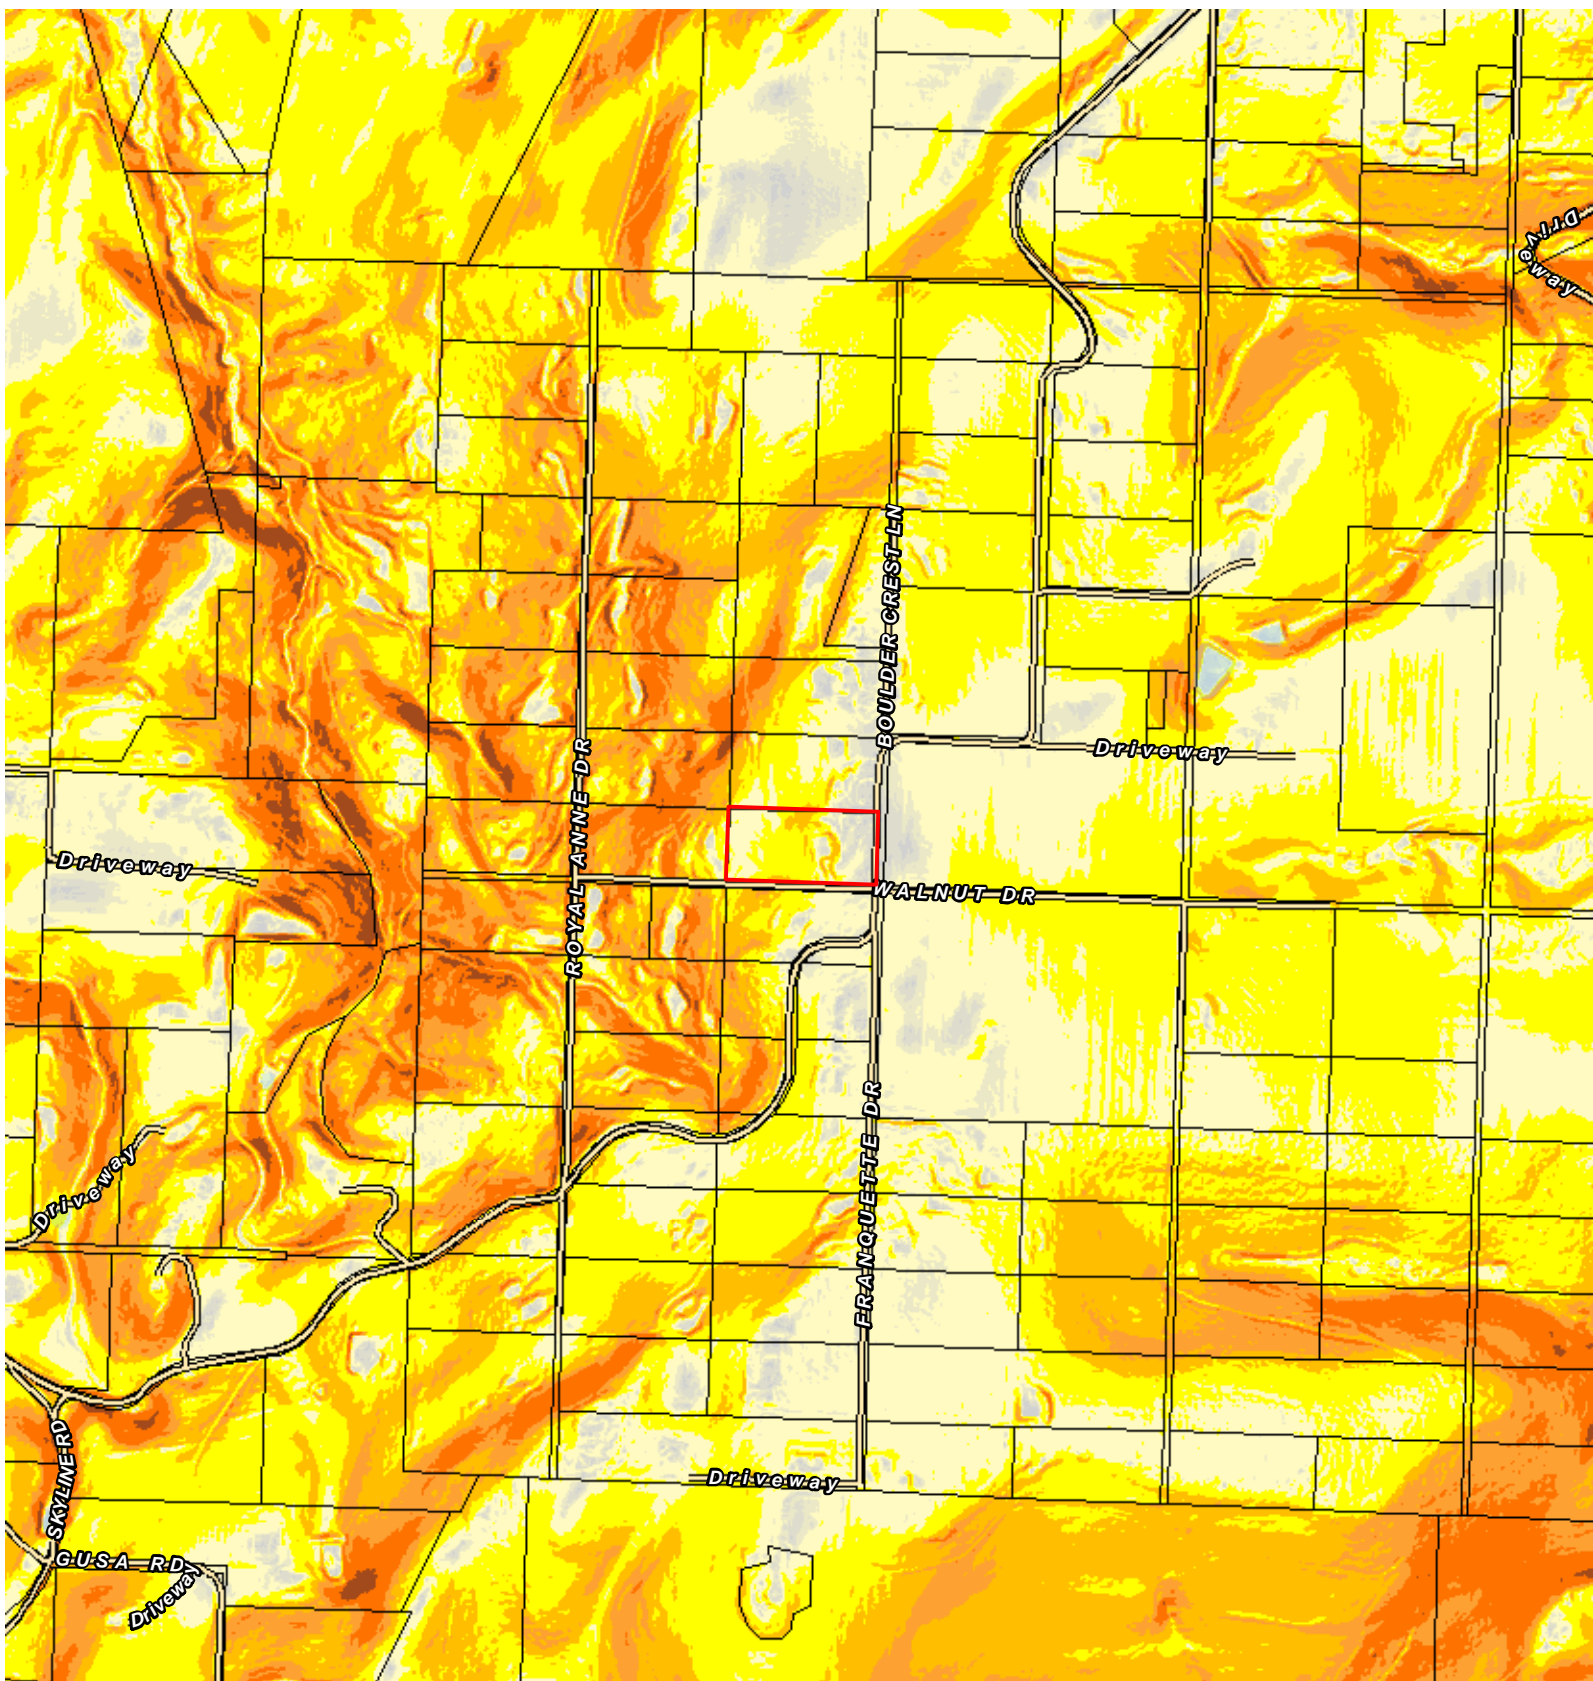 Driveway
BOULDER CREST LN
Driveway
ROYAL ANNE DR
Driveway
WALNUT DR
FRANQUETTE DR
Driveway
SKYLINE RD
Driveway
GUSA RD
Driveway